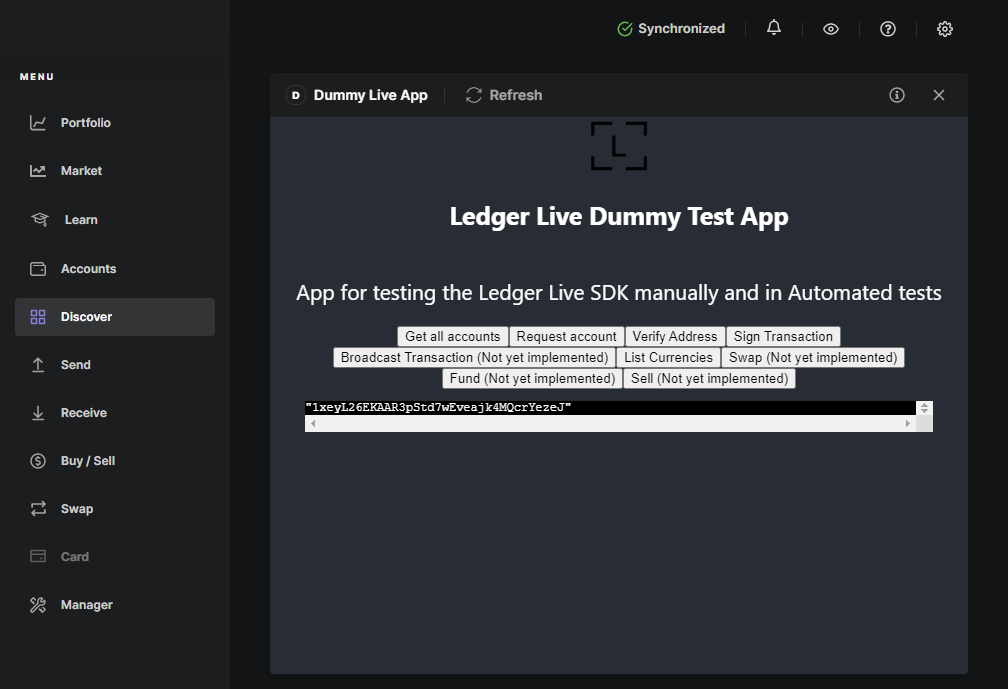 Synchronized
MENU
Portfolio
Market
Learn
Accounts
Discover
Send
Receive
Buy / Sell
Swap
Card
Manager
D Dummy Live App Refresh
L
Ledger Live Dummy Test App
App for testing the Ledger Live SDK manually and in Automated tests
Get all accounts Request account Verify Address Sign Transaction
Broadcast Transaction (Not yet implemented) List Currencies Swap (Not yet implemented)
Fund (Not yet implemented) Sell (Not yet implemented)
"1xeyL26EKAAR3pStd7wEveajk4MQcrYezeJ"